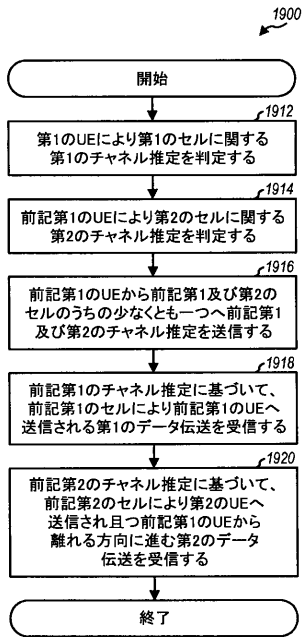 1900
開始
1912
第1のUEにより第1のセルに関する
第1のチャネル推定を判定する
1914
前記第1のUEにより第2のセルに関する
第2のチャネル推定を判定する
1916
前記第1のUEから前記第1及び第2の
セルのうちの少なくとも一つへ前記第1
及び第2のチャネル推定を送信する
1918
前記第1のチャネル推定に基づいて、
前記第1のセルにより前記第1のUEへ
送信される第1のデータ伝送を受信する
1920
前記第2のチャネル推定に基づいて、
前記第2のセルにより第2のUEへ
送信され且つ前記第1のUEから
離れる方向に進む第2のデータ
伝送を受信する
終了